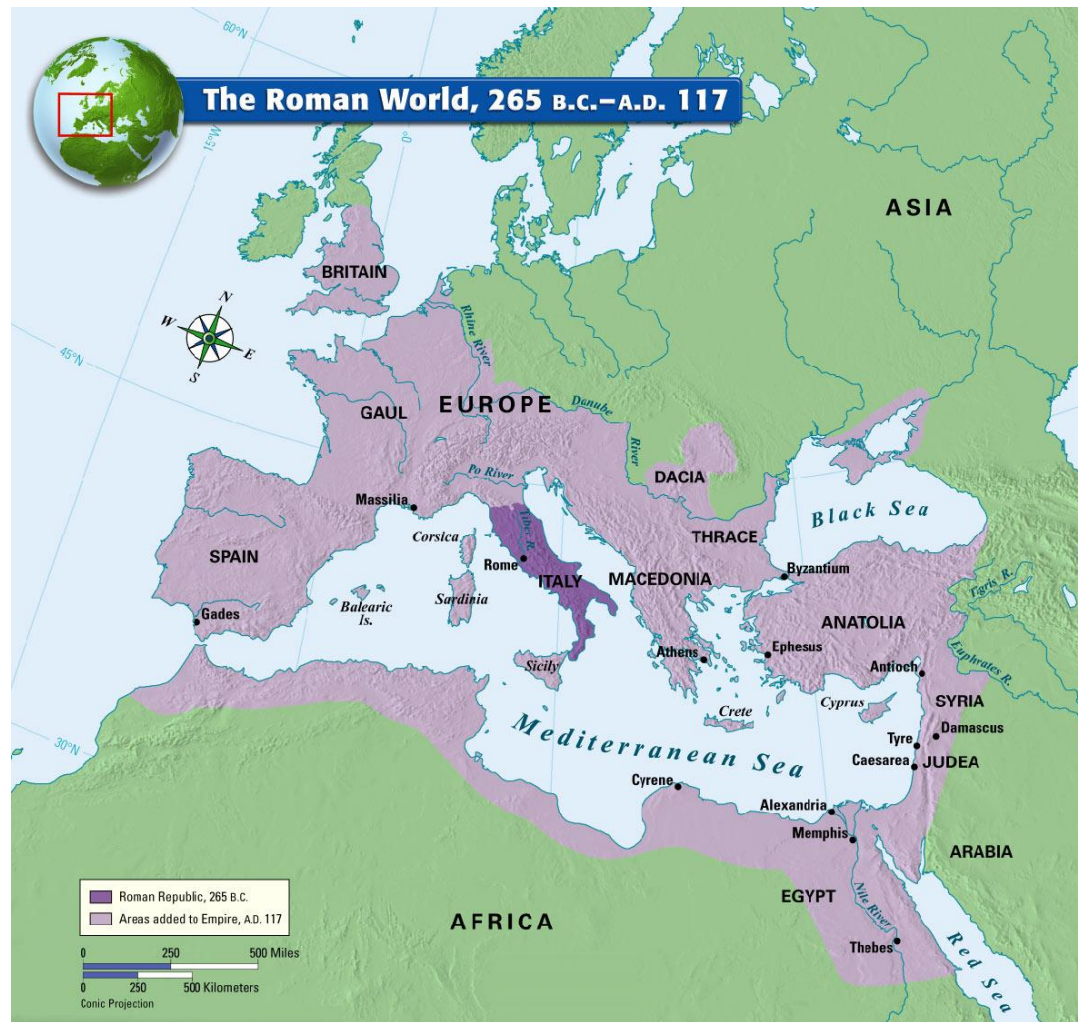 60°N
The Roman World, 265 B.C.–A.D. 117
15°W
0°
ASIA
BRITAIN
N
W
E
S
Rhine River
45°N
EUROPE
Danube
River
GAUL
Po River
DACIA
Massilia
Black Sea
Tiber R.
Corsica
THRACE
SPAIN
Rome
ITALY
MACEDONIA
Byzantium
Tigris R.
Sardinia
Balearic
Is.
Gades
ANATOLIA
Ephesus
Athens
Euphrates R.
Sicily
Antioch
Crete
Cyprus
SYRIA
Mediterranean Sea
Damascus
Tyre
30°N
Caesarea
JUDEA
Cyrene
Alexandria
Memphis
ARABIA
EGYPT
Nile River
Roman Republic, 265 B.C.
Areas added to Empire, A.D. 117
AFRICA
Thebes
Red Sea
0 250 500 Miles
0 250 500 Kilometers
Conic Projection